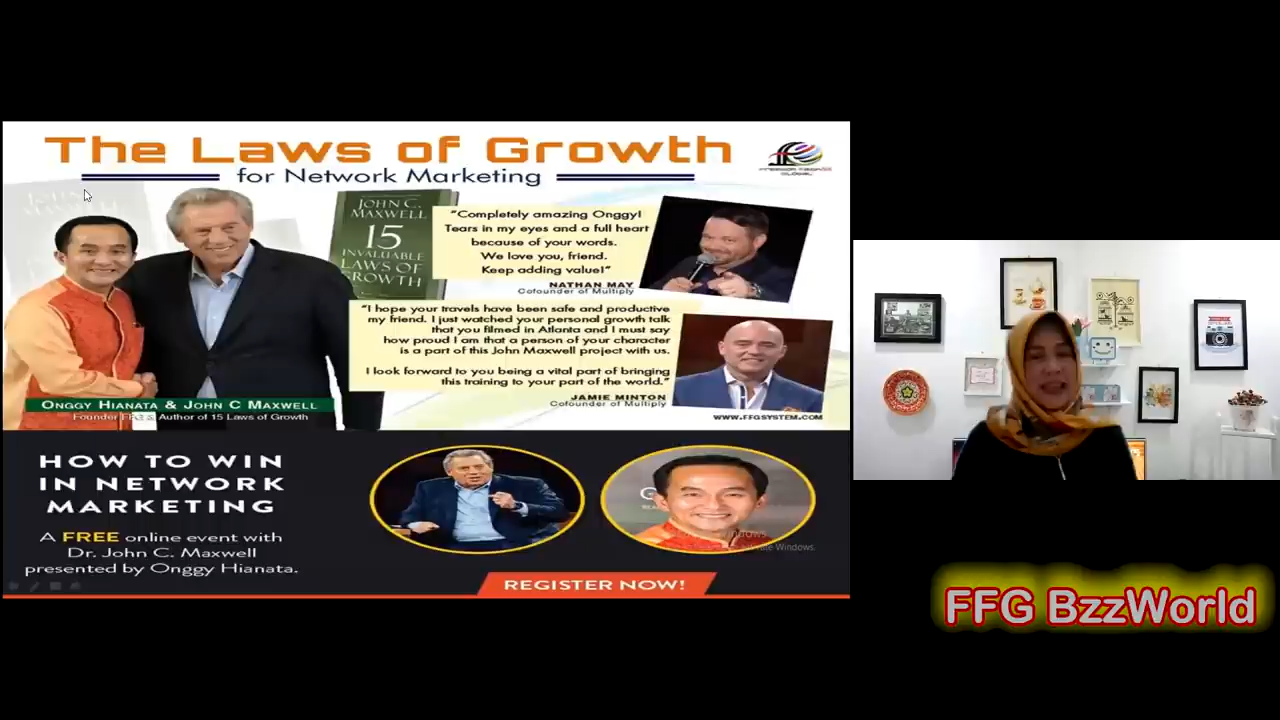 The Laws of Growth
for Network Marketing
FREEDOM FAITHNET
GLOBAL
JOHN C.
MAXWELL
15
INVALUABLE
LAWS OF
GROWTH
“Completely amazing Onggy!
Tears in my eyes and a full heart
because of your words.
We love you, friend.
Keep adding value!”
NATHAN MAY
Cofounder of Multiply
“I hope your travels have been safe and productive
my friend. I just watched your personal growth talk
that you filmed in Atlanta and I must say
how proud I am that a person of your character
is a part of this John Maxwell project with us.
I look forward to you being a vital part of bringing
this training to your part of the world.”
JAMIE MINTON
Cofounder of Multiply
WWW.FFGSYSTEM.COM
ONGGY HIANATA & JOHN C MAXWELL
Founder FFG & Author of 15 Laws of Growth
HOW TO WIN
IN NETWORK
MARKETING
A FREE online event with
Dr. John C. Maxwell
presented by Onggy Hianata.
REGISTER NOW!
FFG BzzWorld